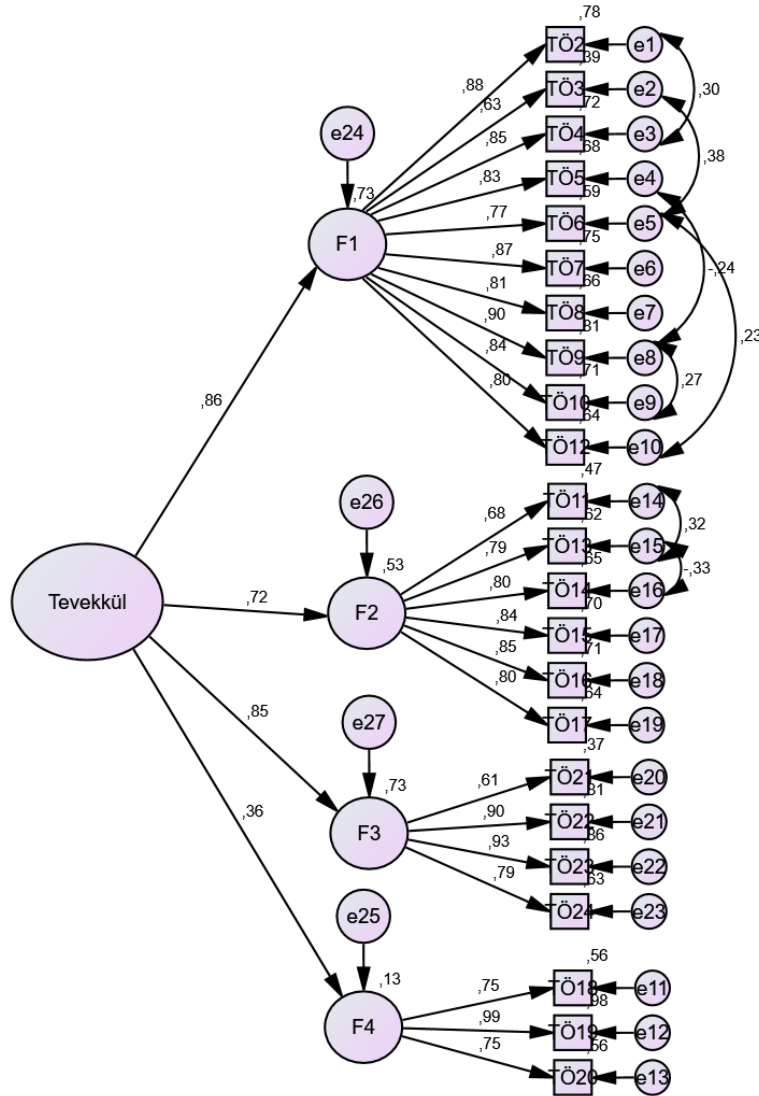 ,78
TÖ2 e1
,39
,88
TÖ3 e2
,30
,63
,72
TÖ4 e3
,85
,68
,38
TÖ5 e4
,83
,59
e24
,73
F1
,77
TÖ6 e5
,75
,87
TÖ7 e6
,66
-,24
,81
TÖ8 e7
,81
,23
,90
TÖ9 e8
,71
,84
,27
TÖ10 e9
,64
,80
TÖ12 e10
,86
,47
TÖ11 e14
,62
,68
,32
e26
TÖ13 e15
,65
,79
,53
-,33
TÖ14 e16
,70
,80
Tevekkül
,72
F2
,84
TÖ15 e17
,71
,85
TÖ16 e18
,64
,80
TÖ17 e19
,37
,85
e27
,61
TÖ21 e20
,81
,73
,90
TÖ22 e21
,86
F3
,93
TÖ23 e22
,63
,36
,79
TÖ24 e23
e25
,56
,13
,75
TÖ18 e11
,98
F4
,99
TÖ19 e12
,56
,75
TÖ20 e13